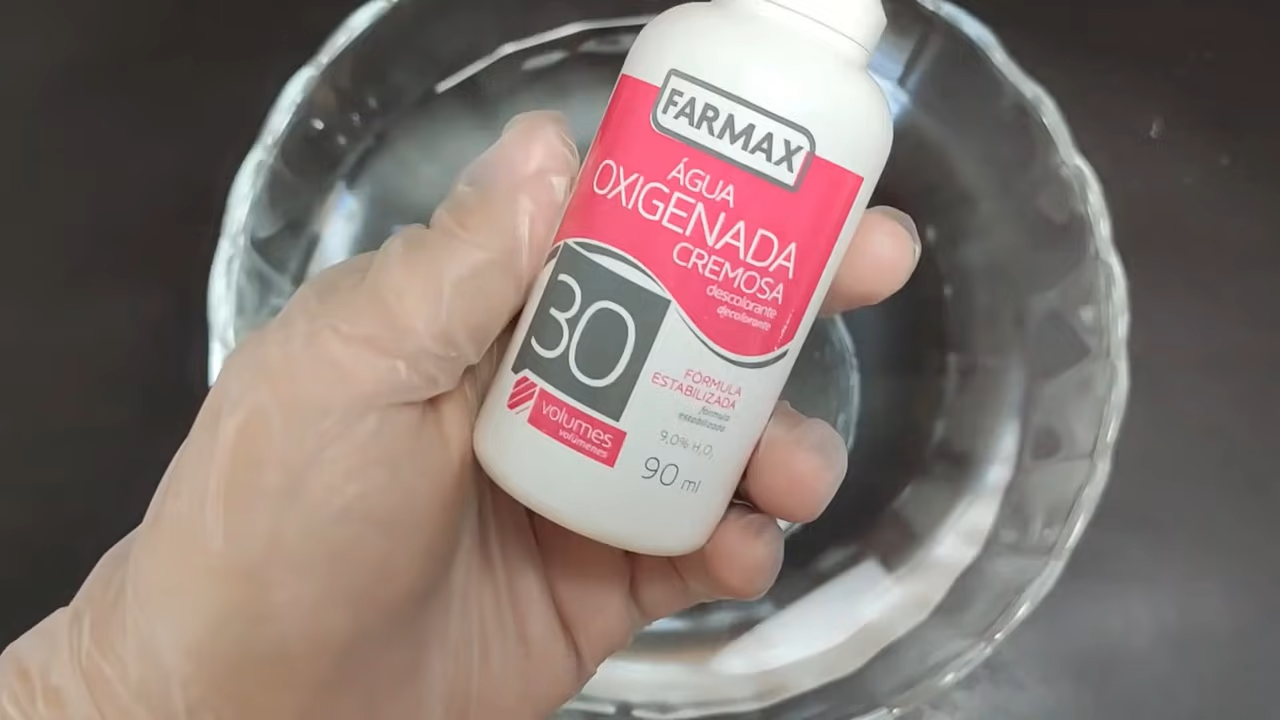 FARMAX
ÁGUA
OXIGENADA
CREMOSA
descolorante
decolorante
30
volumes
volúmenes
FÓRMULA
ESTABILIZADA
fórmula
estabilizada
9,0% H₂O₂
90 ml